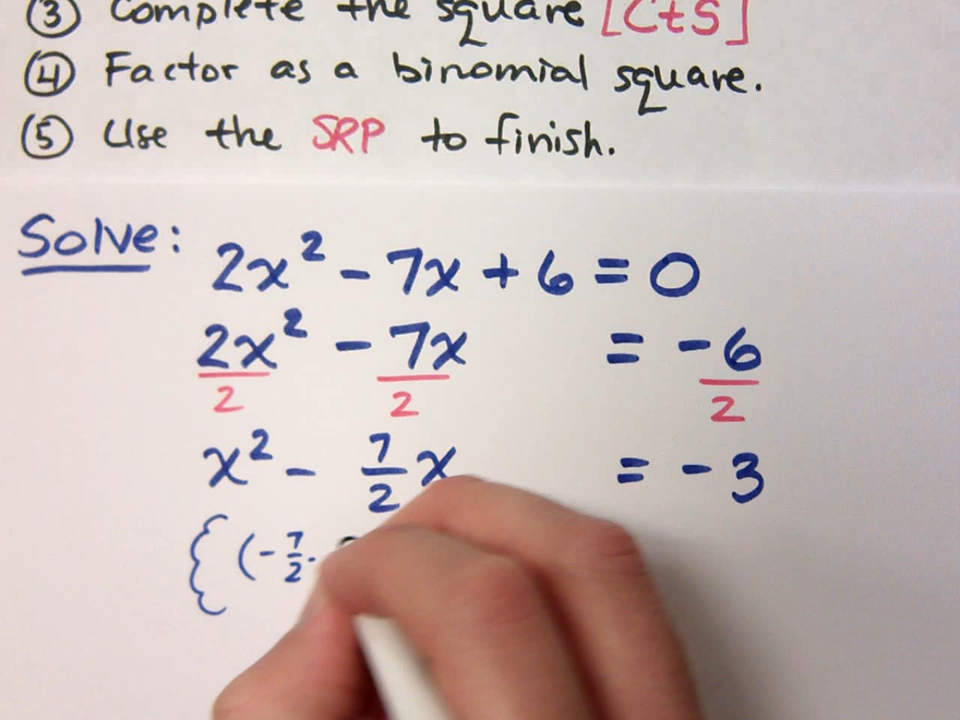 ③ Complete the square [CtS]
④ Factor as a binomial square.
⑤ Use the SRP to finish.
Solve: 2x² - 7x + 6 = 0
2x² - 7x = -6
2 2 2
x² - 7/2 x = -3
{ (-7/2 ·